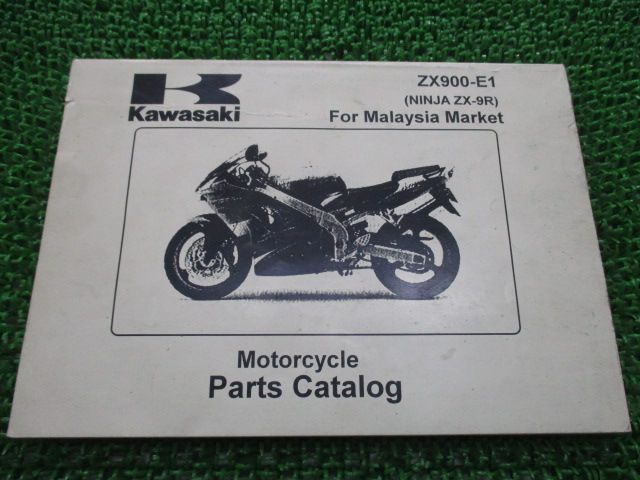 Kawasaki
ZX900-E1
(NINJA ZX-9R)
For Malaysia Market
Motorcycle
Parts Catalog